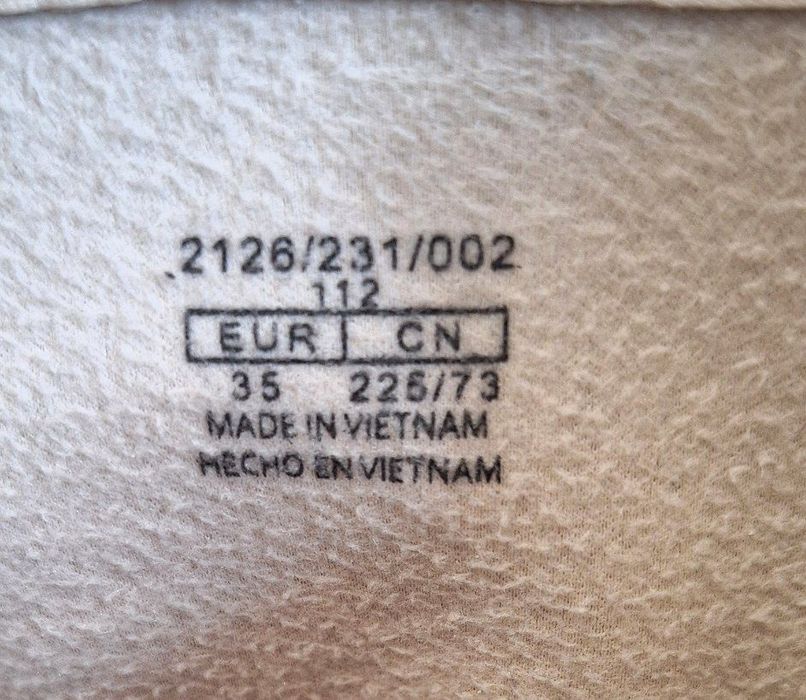 2126/231/002
112
EUR CN
35 225/73
MADE IN VIETNAM
HECHO EN VIETNAM